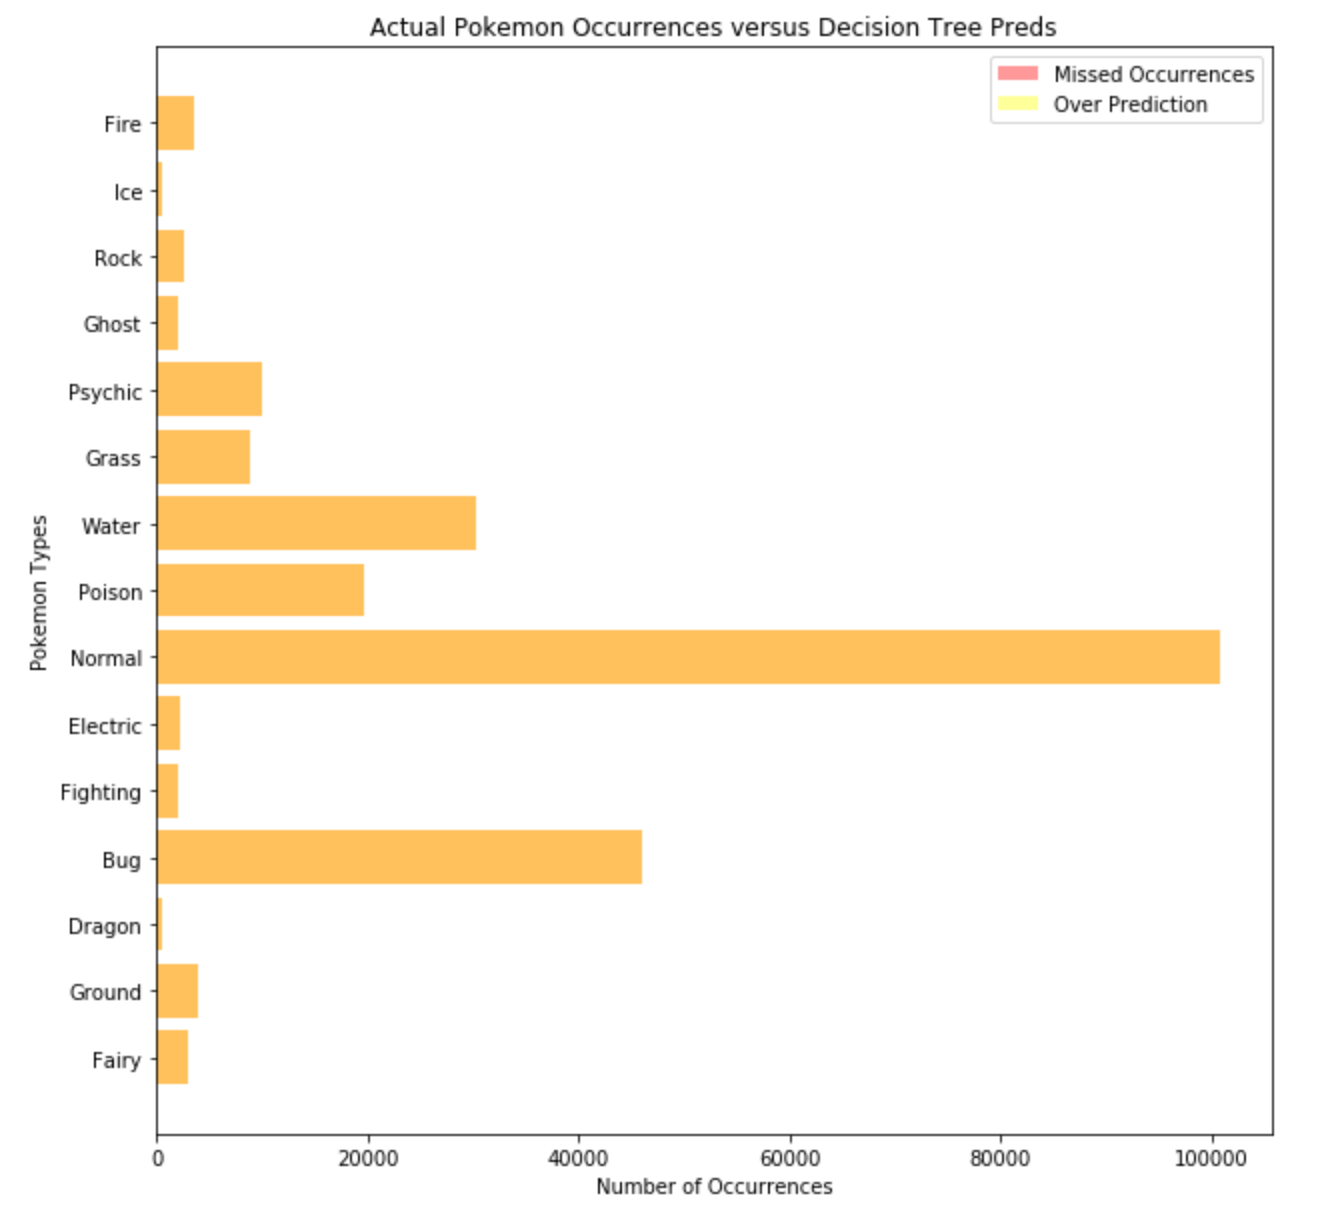 Actual Pokemon Occurrences versus Decision Tree Preds
Missed Occurrences
Over Prediction
Fire
Ice
Rock
Ghost
Psychic
Grass
Water
Poison
Normal
Electric
Fighting
Bug
Dragon
Ground
Fairy
Pokemon Types
0 20000 40000 60000 80000 100000
Number of Occurrences